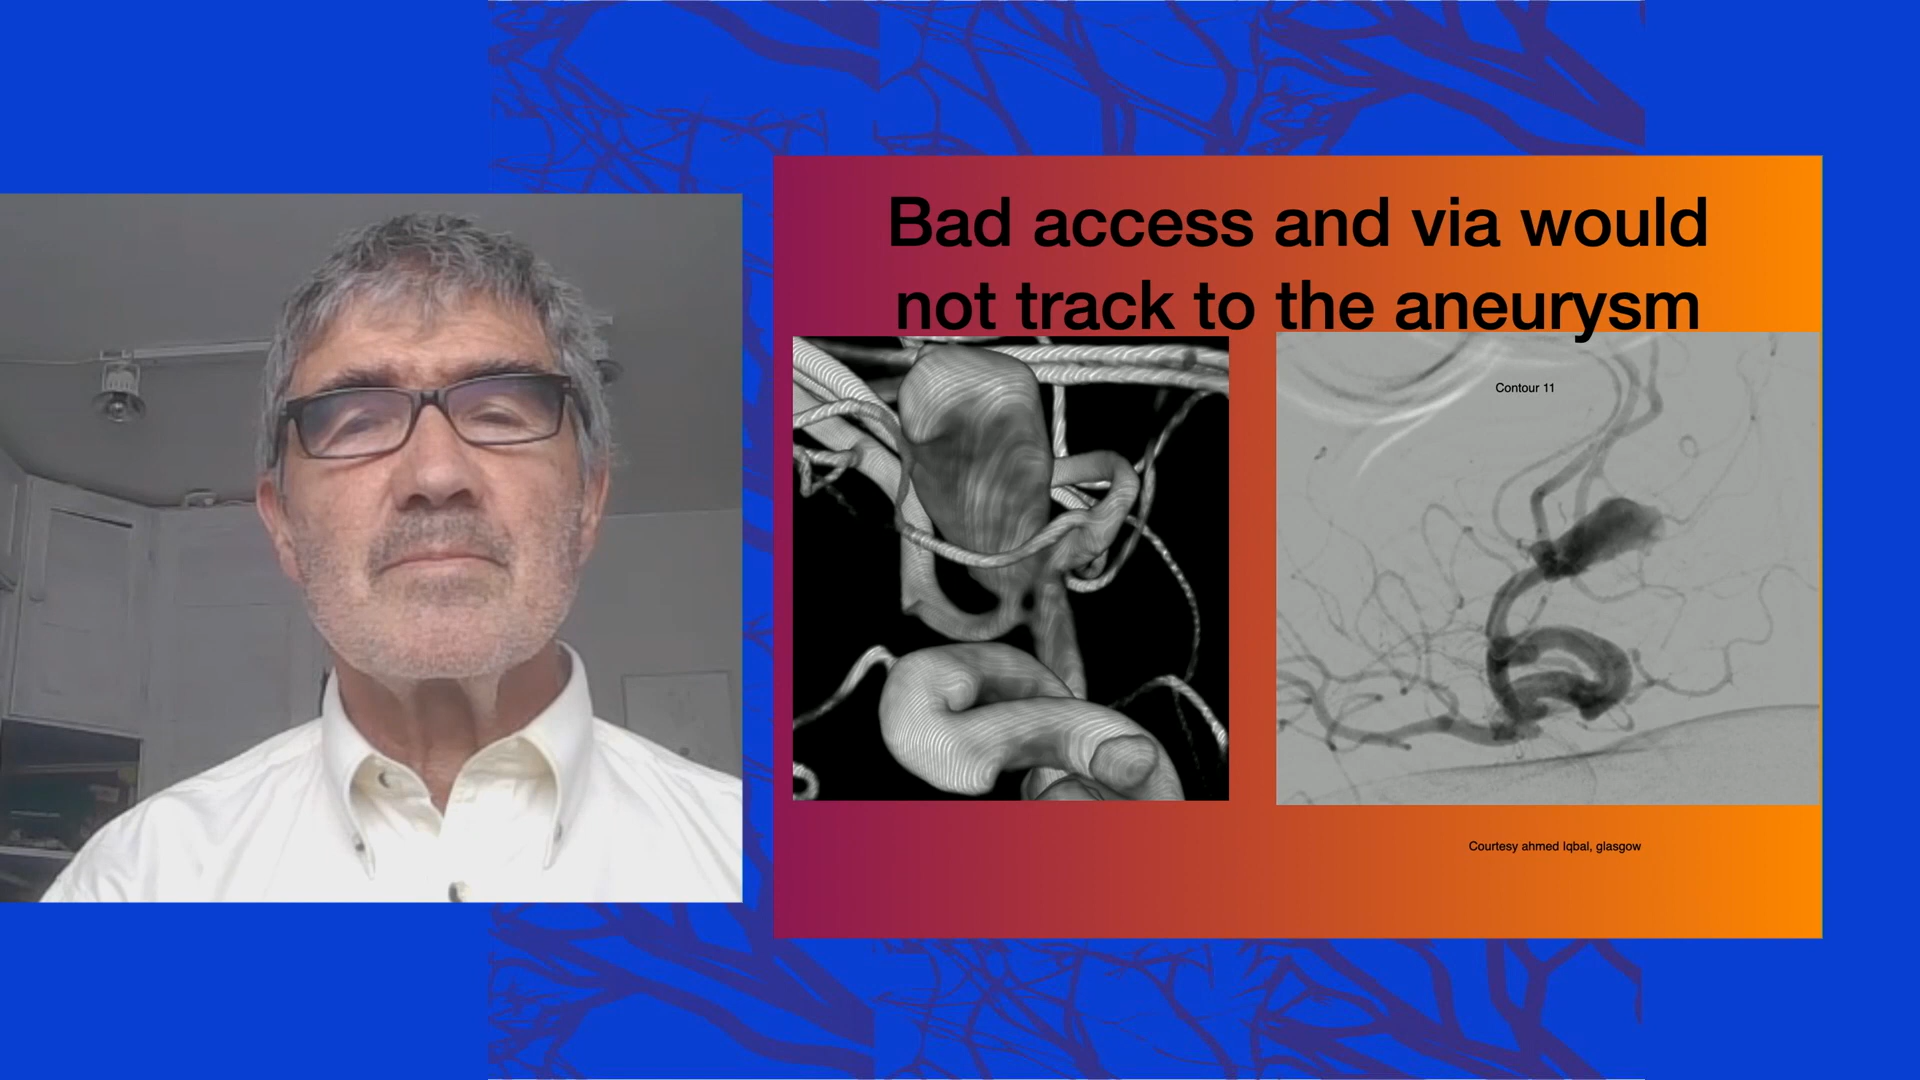 Bad access and via would
not track to the aneurysm
Contour 11
Courtesy ahmed Iqbal, glasgow